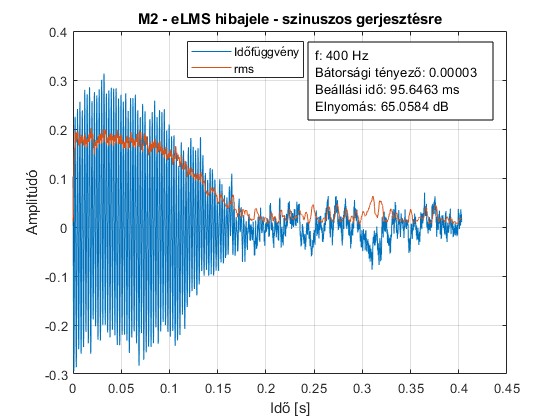 M2 - eLMS hibajele - szinuszos gerjesztésre
Időfüggvény
rms
f: 400 Hz
Bátorsági tényező: 0.00003
Beállási idő: 95.6463 ms
Elnyomás: 65.0584 dB
Amplitúdó
0.4
0.3
0.2
0.1
0
-0.1
-0.2
-0.3
0
0.05
0.1
0.15
0.2
0.25
0.3
0.35
0.4
0.45
Idő [s]